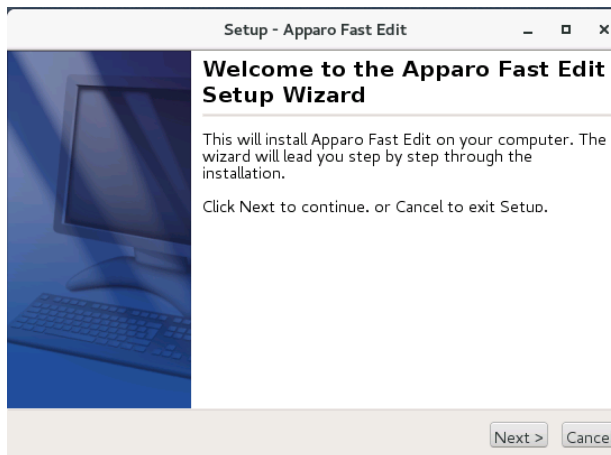 Setup - Apparo Fast Edit
Welcome to the Apparo Fast Edit
Setup Wizard
This will install Apparo Fast Edit on your computer. The
wizard will lead you step by step through the
installation.
Click Next to continue, or Cancel to exit Setup.
Next >
Cance